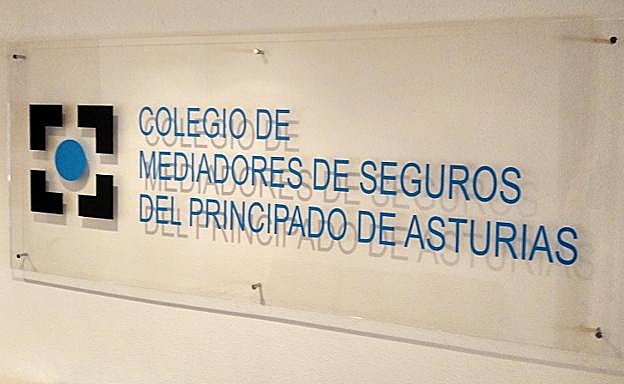 COLEGIO DE
MEDIADORES DE SEGUROS
DEL PRINCIPADO DE ASTURIAS